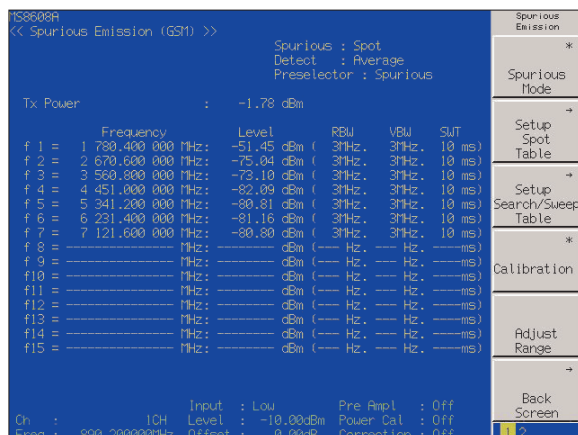 MS8608A
<< Spurious Emission (GSM) >>
Spurious : Spot
Detect : Average
Preselector : Spurious
Tx Power : -1.78 dBm
Frequency Level RBW VBW SWT
f 1 = 1 780.400 000 MHz: -51.45 dBm ( 3MHz. 3MHz. 10 ms)
f 2 = 2 670.600 000 MHz: -75.04 dBm ( 3MHz. 3MHz. 10 ms)
f 3 = 3 560.800 000 MHz: -73.10 dBm ( 3MHz. 3MHz. 10 ms)
f 4 = 4 451.000 000 MHz: -82.09 dBm ( 3MHz. 3MHz. 10 ms)
f 5 = 5 341.200 000 MHz: -80.81 dBm ( 3MHz. 3MHz. 10 ms)
f 6 = 6 231.400 000 MHz: -81.16 dBm ( 3MHz. 3MHz. 10 ms)
f 7 = 7 121.600 000 MHz: -80.80 dBm ( 3MHz. 3MHz. 10 ms)
f 8 = --------------- MHz: ------- dBm (--- Hz. --- Hz. ----ms)
f 9 = --------------- MHz: ------- dBm (--- Hz. --- Hz. ----ms)
f10 = --------------- MHz: ------- dBm (--- Hz. --- Hz. ----ms)
f11 = --------------- MHz: ------- dBm (--- Hz. --- Hz. ----ms)
f12 = --------------- MHz: ------- dBm (--- Hz. --- Hz. ----ms)
f13 = --------------- MHz: ------- dBm (--- Hz. --- Hz. ----ms)
f14 = --------------- MHz: ------- dBm (--- Hz. --- Hz. ----ms)
f15 = --------------- MHz: ------- dBm (--- Hz. --- Hz. ----ms)
Input : Low Pre Ampl : Off
Ch : 1CH Level : -10.00dBm Power Cal : Off
Freq : 890.200000MHz Offset : 0.00dB Correction : Off
Spurious
Emission
*
Spurious
Mode
→
Setup
Spot
Table
→
Setup
Search/Sweep
Table
*
Calibration
Adjust
Range
→
Back
Screen
1 2